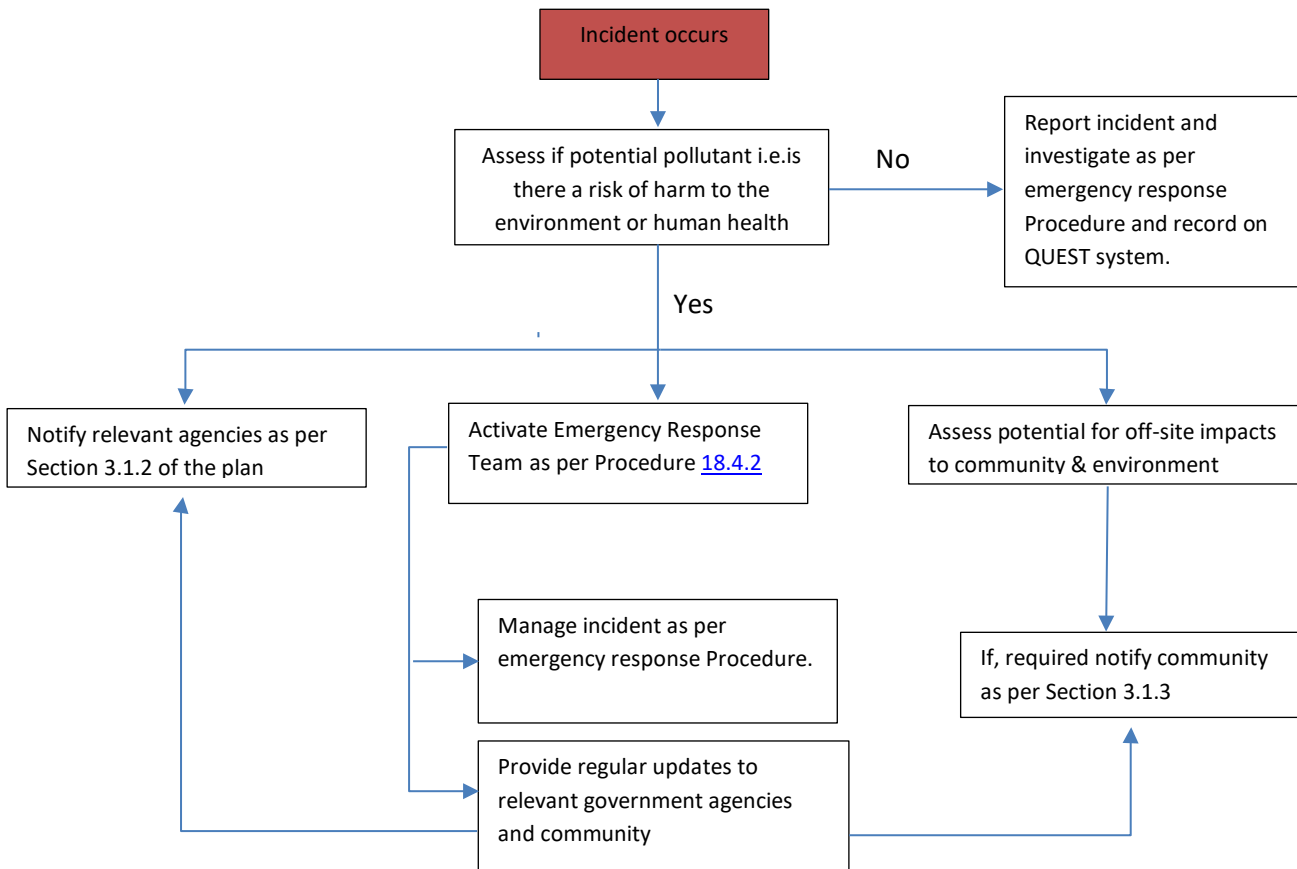 Incident occurs
Assess if potential pollutant i.e.is
there a risk of harm to the
environment or human health
No
Report incident and
investigate as per
emergency response
Procedure and record on
QUEST system.
Yes
Notify relevant agencies as per
Section 3.1.2 of the plan
Activate Emergency Response
Team as per Procedure 18.4.2
Assess potential for off-site impacts
to community & environment
Manage incident as per
emergency response Procedure.
If, required notify community
as per Section 3.1.3
Provide regular updates to
relevant government agencies
and community